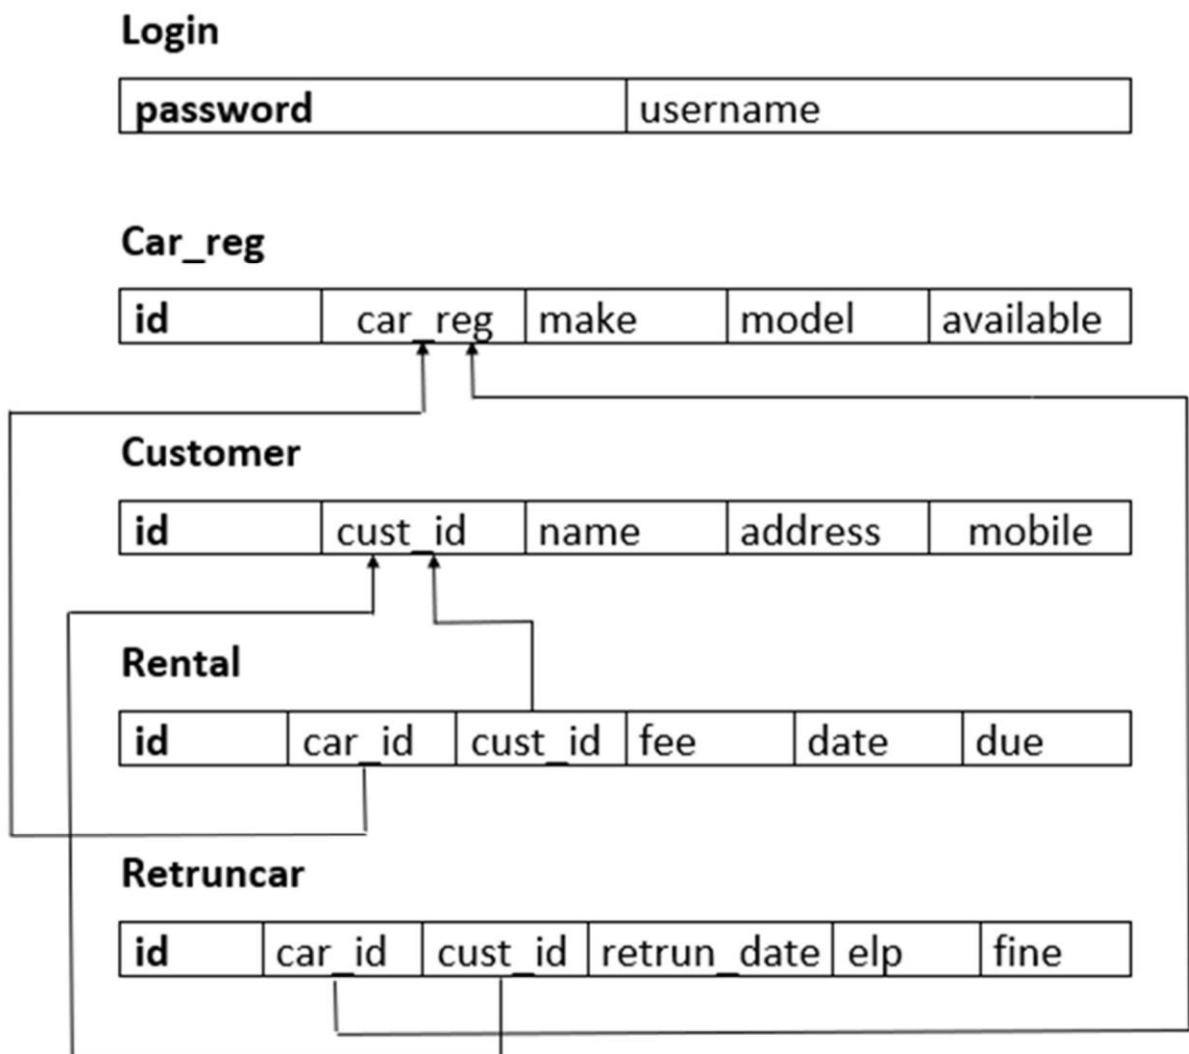 Login
password username
Car_reg
id car_reg make model available
Customer
id cust_id name address mobile
Rental
id car_id cust_id fee date due
Retruncar
id car_id cust_id retrun_date elp fine